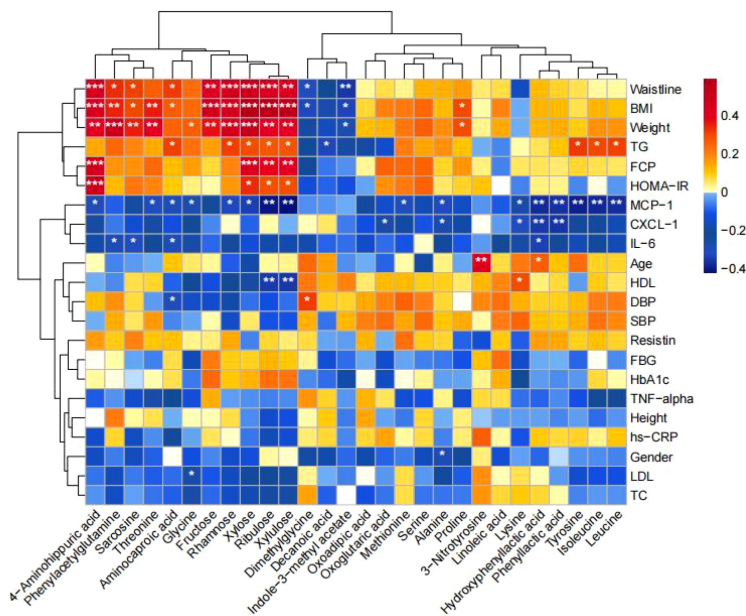 *** * * * ** *** *** *** ** * ** Waistline
*** ** * ** * *** *** *** *** *** * * * BMI
** *** ** ** * ** *** *** *** ** * * Weight
* * * * * * * * * TG
*** *** ** ** FCP
*** * * * HOMA-IR
* * * * * * ** ** * * * ** ** ** ** ** MCP-1
* * * ** ** CXCL-1
* * * * IL-6
** * Age
** ** * HDL
* * DBP
SBP
Resistin
FBG
HbA1c
TNF-alpha
Height
hs-CRP
* Gender
* LDL
TC
0.4
0.2
0
-0.2
-0.4
4-Aminohippuric acid
Phenylacetylglutamine
Sarcosine
Threonine
Aminocaproic acid
Glycine
Fructose
Rhamnose
Xylose
Ribulose
Xylulose
Dimethylglycine
Decanoic acid
Indole-3-methyl acetate
Oxoadipic acid
Oxoglutaric acid
Methionine
Serine
Alanine
Proline
3-Nitrotyrosine
Linoleic acid
Lysine
Hydroxyphenyllactic acid
Phenyllactic acid
Tyrosine
Isoleucine
Leucine